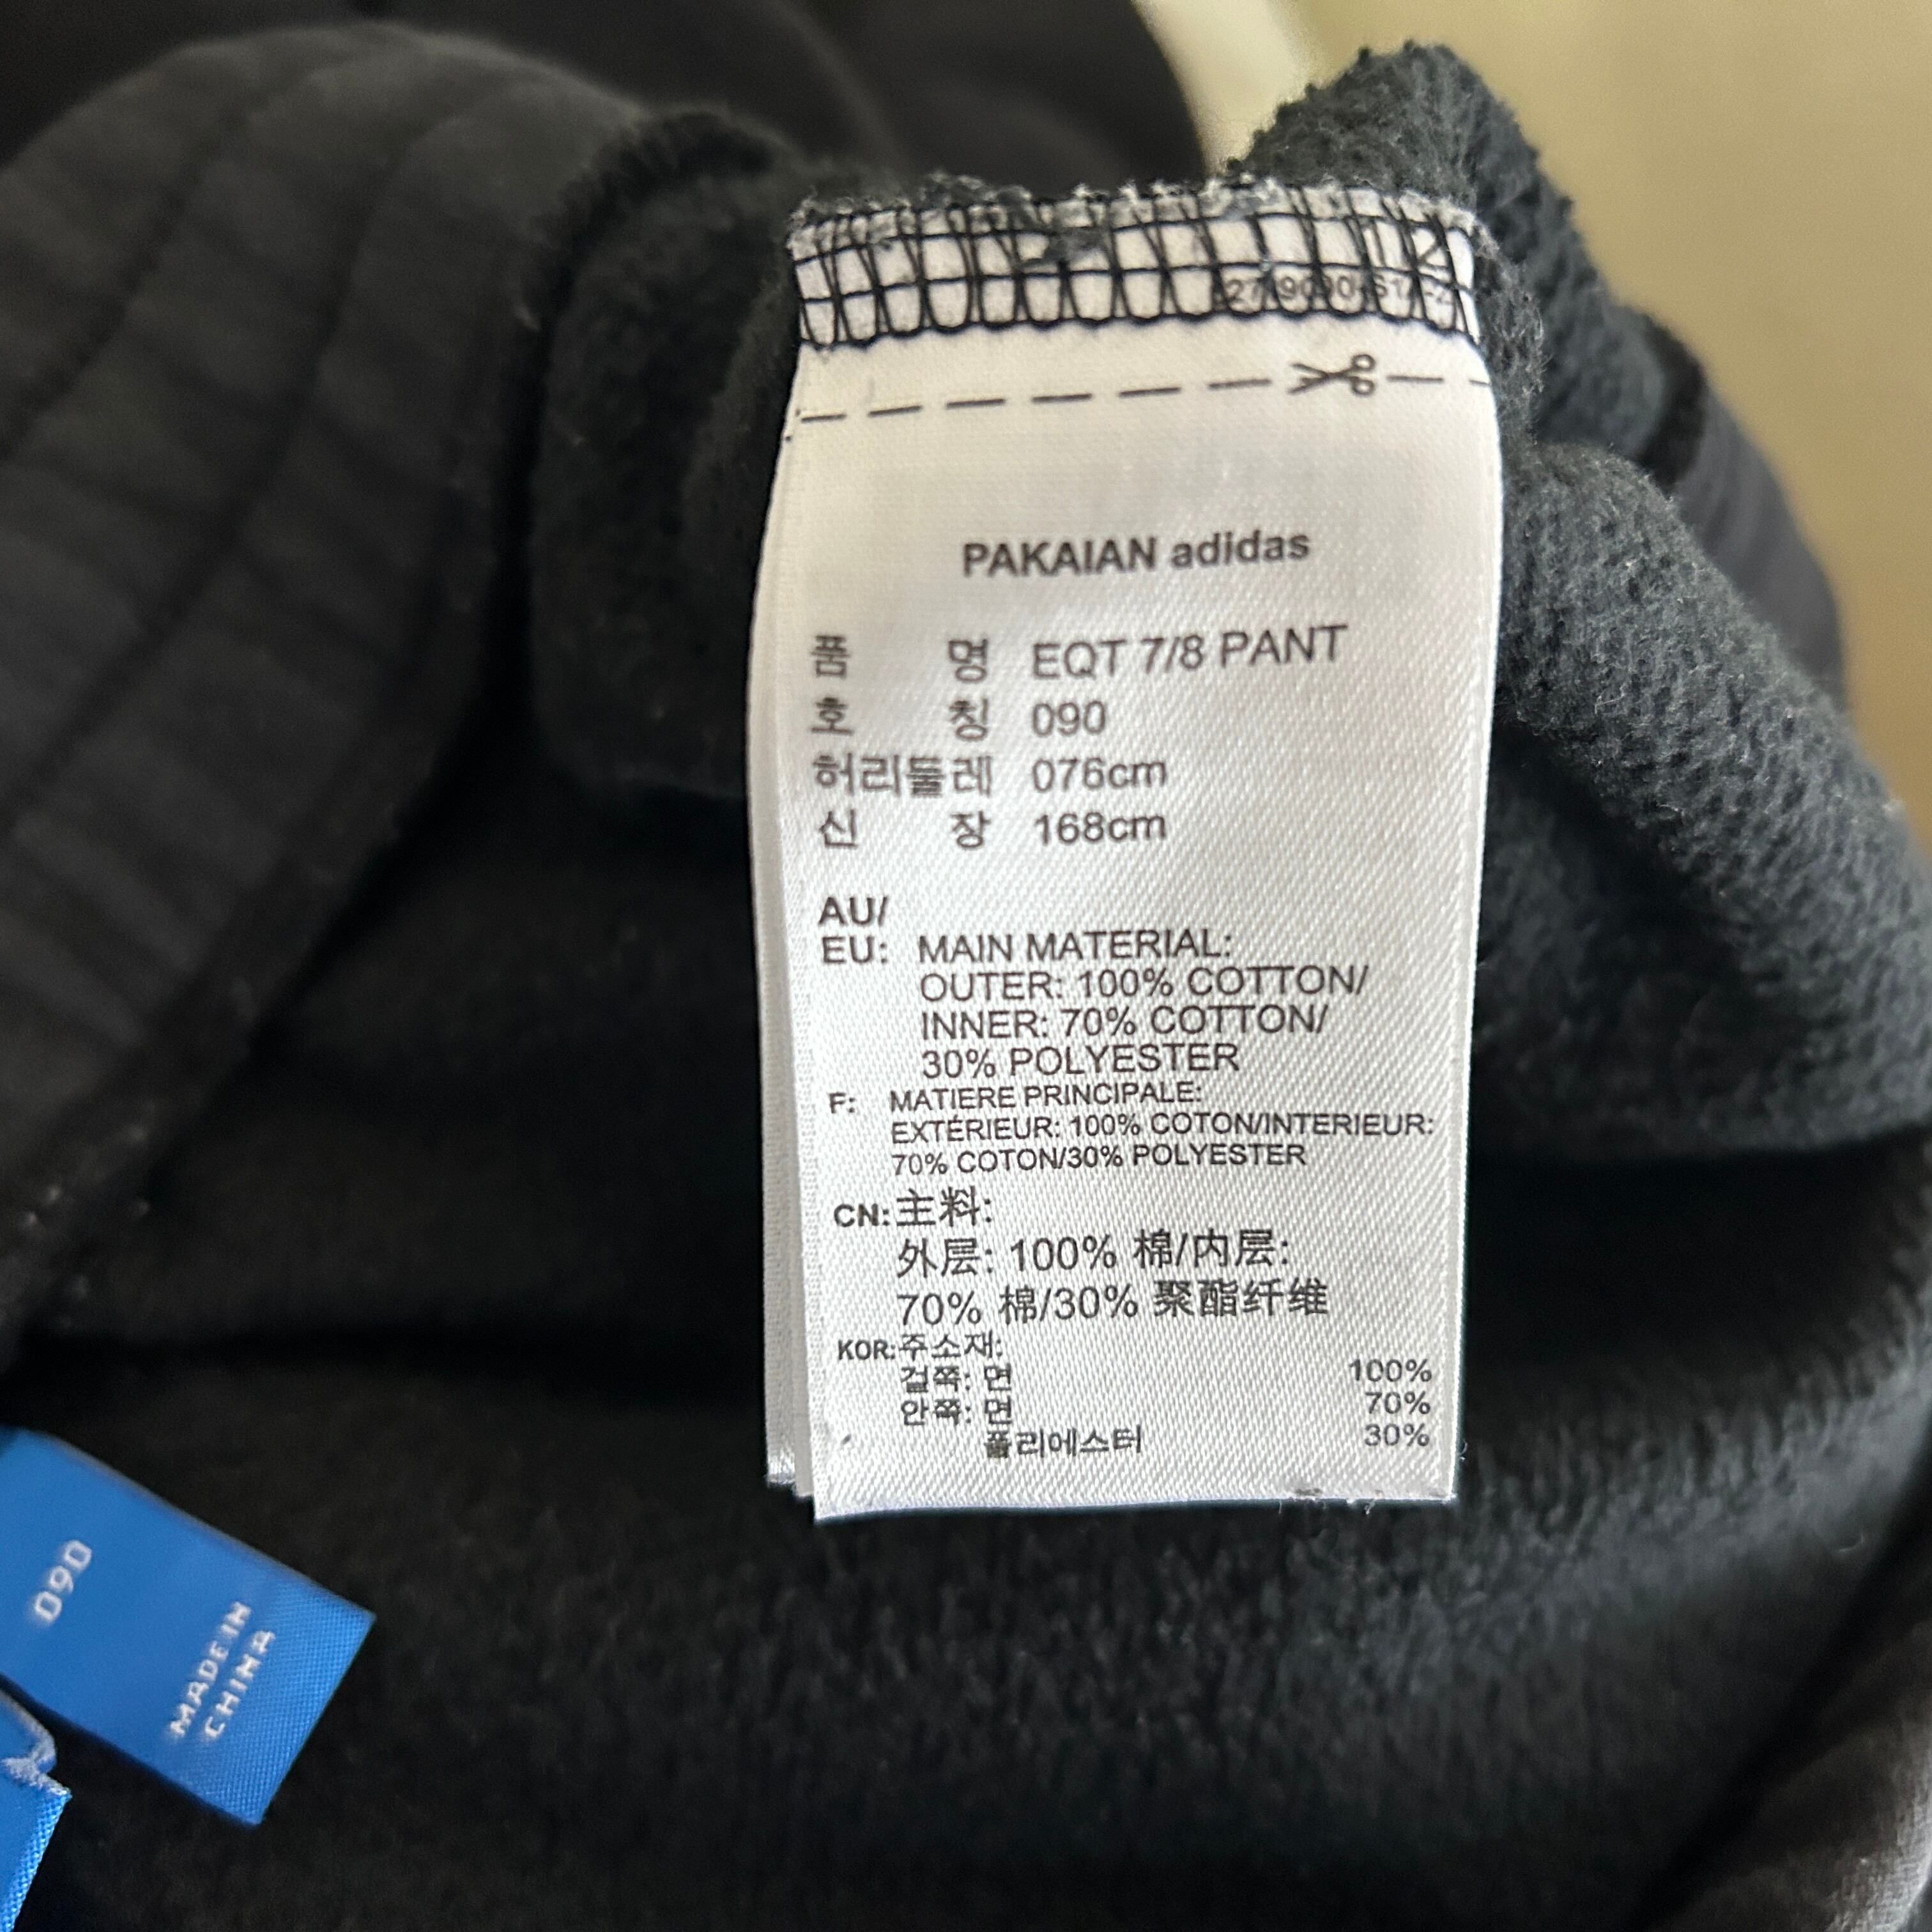 PAKAIAN adidas
품 명 EQT 7/8 PANT
호 칭 090
허리둘레 076cm
신 장 168cm
AU/
EU: MAIN MATERIAL:
OUTER: 100% COTTON/
INNER: 70% COTTON/
30% POLYESTER
F: MATIERE PRINCIPALE:
EXTÉRIEUR: 100% COTON/INTERIEUR:
70% COTON/30% POLYESTER
CN: 主料:
外层: 100% 棉/内层:
70% 棉/30% 聚酯纤维
KOR: 주소재:
겉쪽: 면 100%
안쪽: 면 70%
폴리에스터 30%
090
MADE IN
CHINA